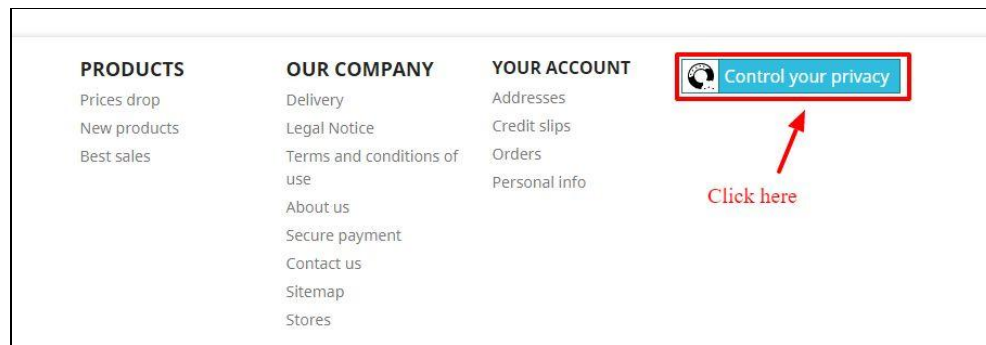 PRODUCTS
Prices drop
New products
Best sales
OUR COMPANY
Delivery
Legal Notice
Terms and conditions of
use
About us
Secure payment
Contact us
Sitemap
Stores
YOUR ACCOUNT
Addresses
Credit slips
Orders
Personal info
Control your privacy
Click here